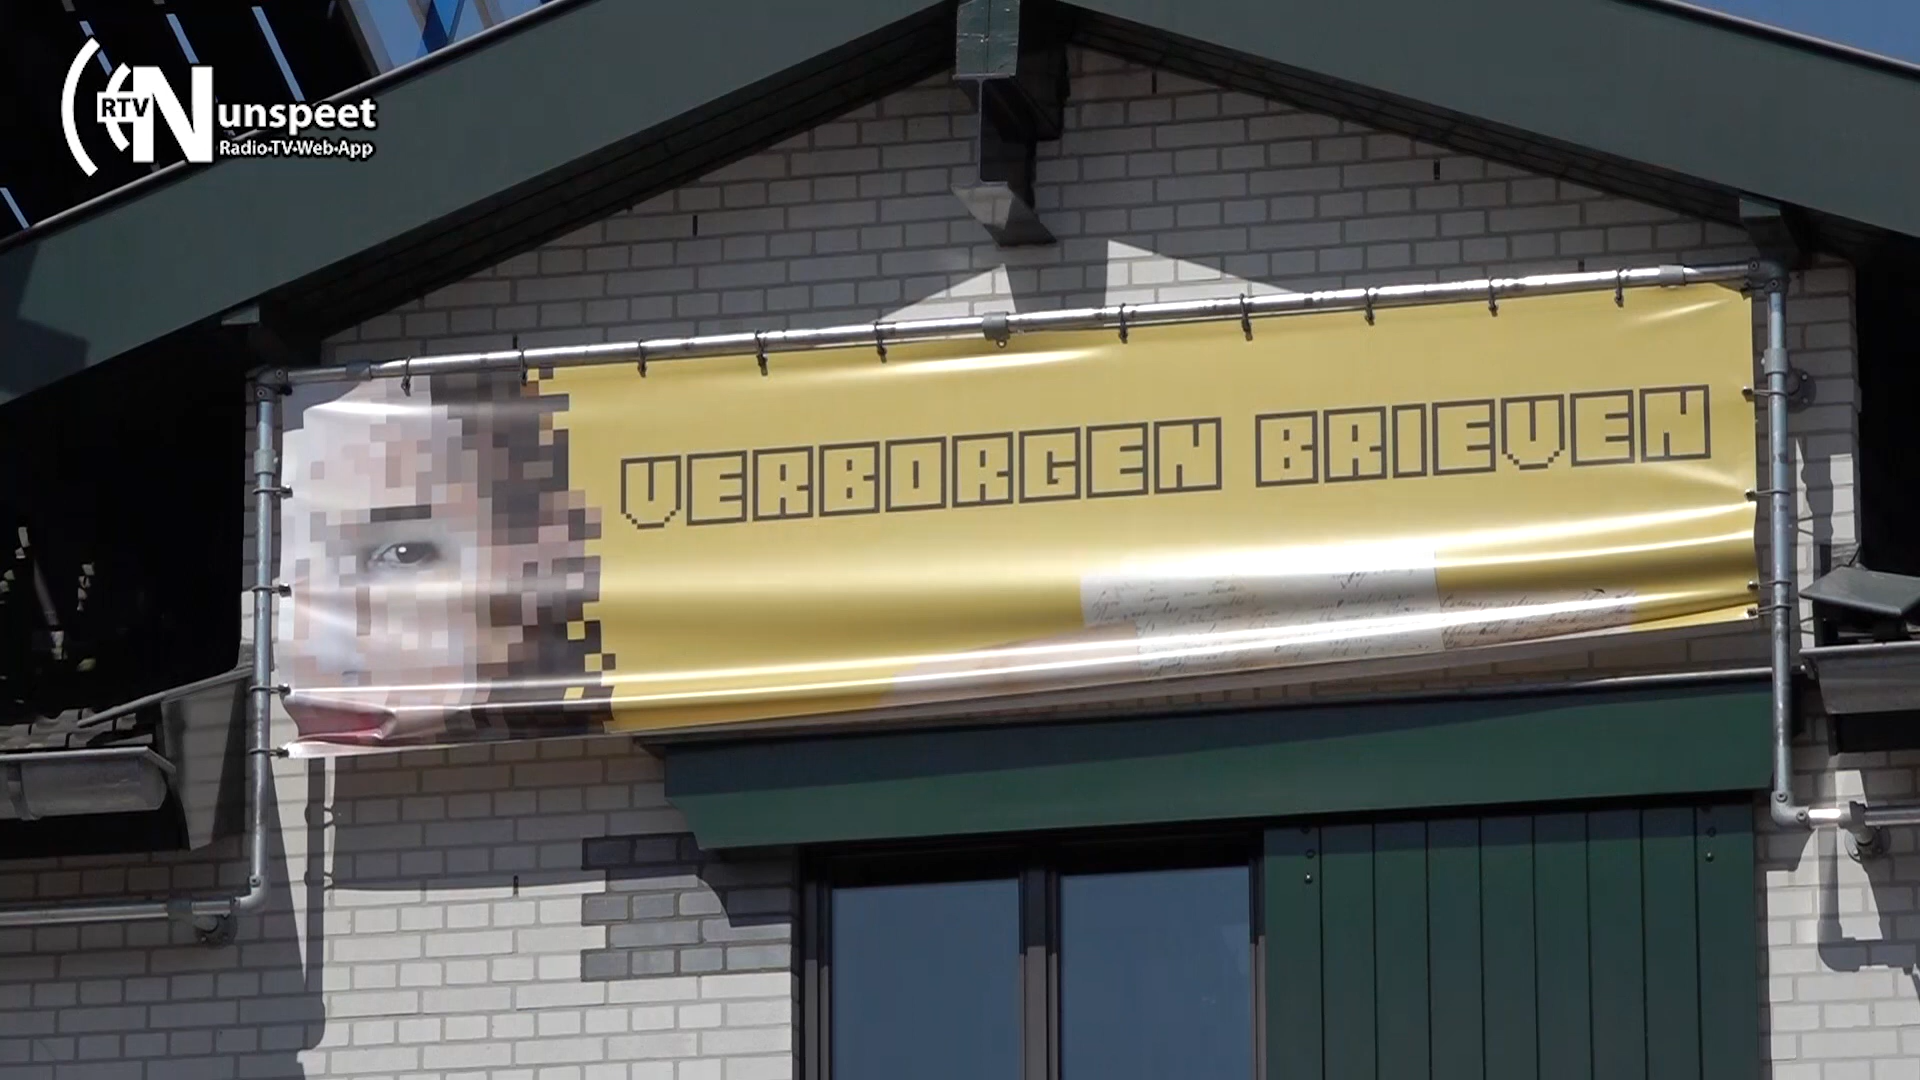 RTV Nunspeet
Radio•TV•Web•App
VERBORGEN BRIEVEN